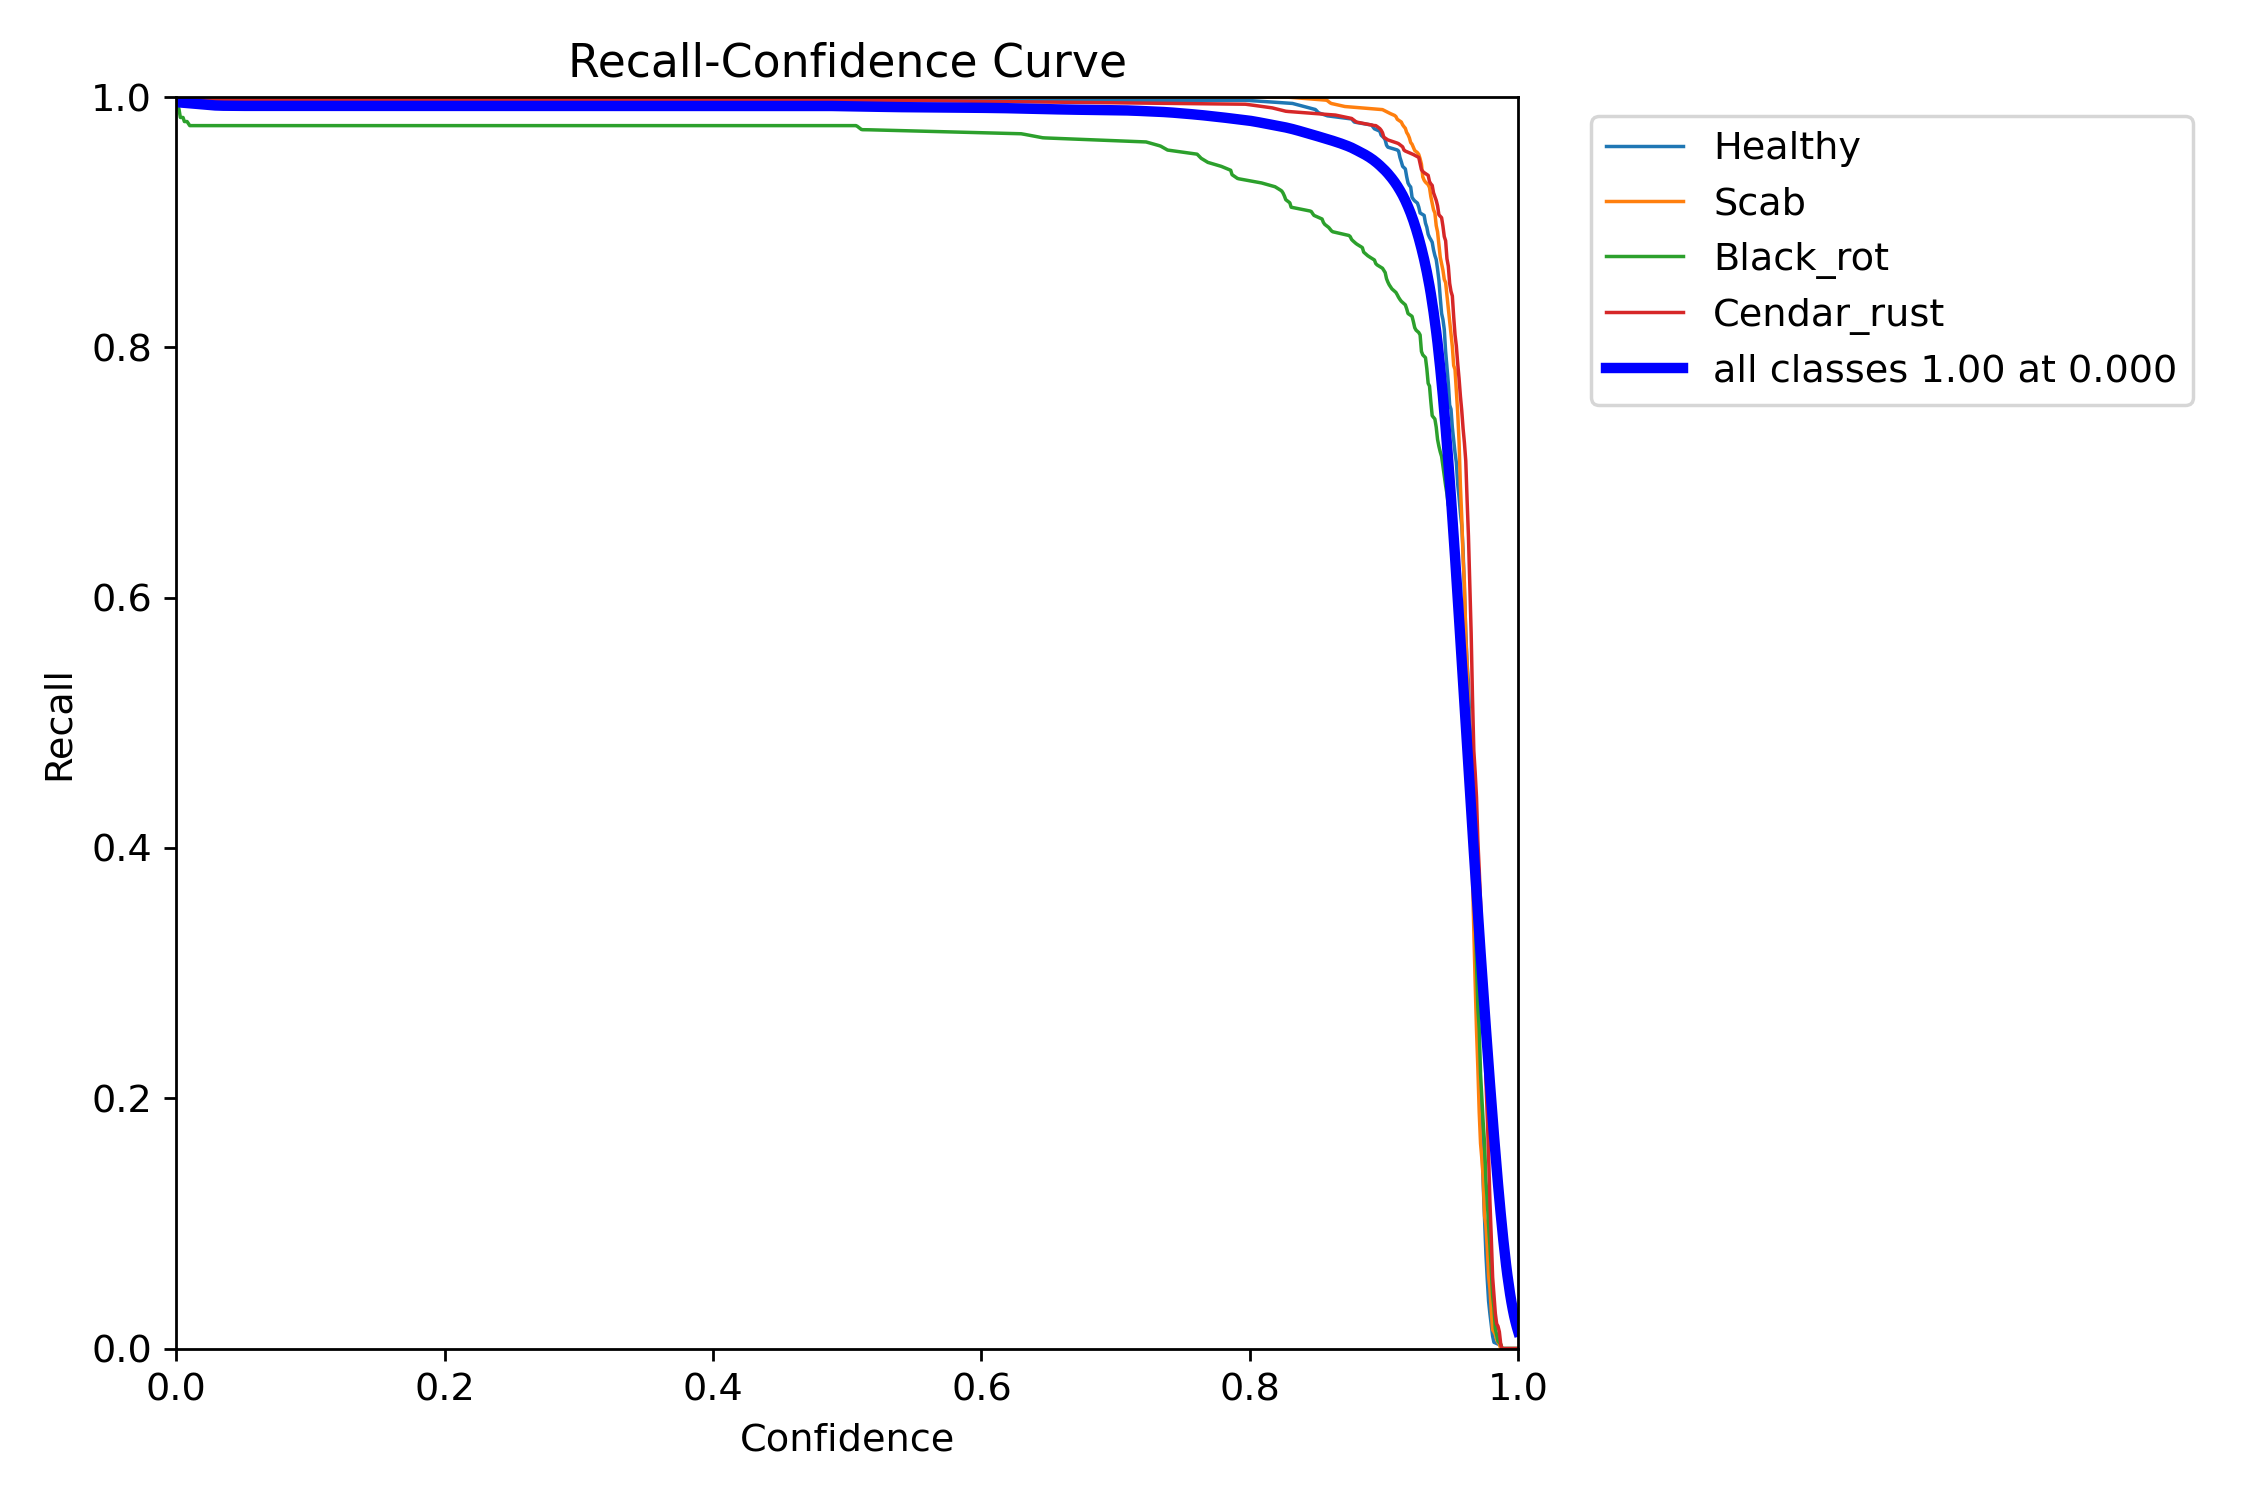 Recall-Confidence Curve
1.0
0.8
0.6
0.4
0.2
0.0
Recall
0.0 0.2 0.4 0.6 0.8 1.0
Confidence
Healthy
Scab
Black_rot
Cendar_rust
all classes 1.00 at 0.000